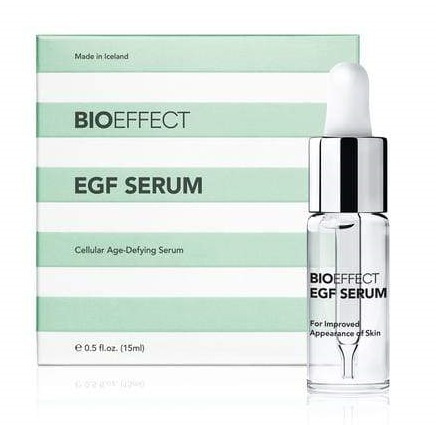 Made in Iceland
BIOEFFECT
EGF SERUM
Cellular Age-Defying Serum
℮ 0.5 fl.oz. (15ml)
BIOEFFECT
EGF SERUM
For Improved
Appearance of Skin